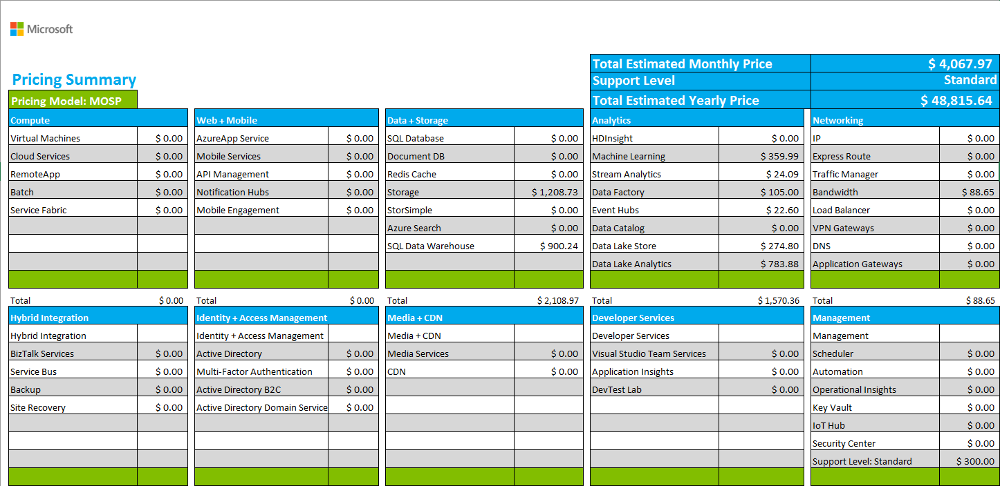 Microsoft
Total Estimated Monthly Price $ 4,067.97
Pricing Summary Support Level Standard
Pricing Model: MOSP Total Estimated Yearly Price $ 48,815.64
Compute Web + Mobile Data + Storage Analytics Networking
Virtual Machines $ 0.00 AzureApp Service $ 0.00 SQL Database $ 0.00 HDInsight $ 0.00 IP $ 0.00
Cloud Services $ 0.00 Mobile Services $ 0.00 Document DB $ 0.00 Machine Learning $ 359.99 Express Route $ 0.00
RemoteApp $ 0.00 API Management $ 0.00 Redis Cache $ 0.00 Stream Analytics $ 24.09 Traffic Manager $ 0.00
Batch $ 0.00 Notification Hubs $ 0.00 Storage $ 1,208.73 Data Factory $ 105.00 Bandwidth $ 88.65
Service Fabric $ 0.00 Mobile Engagement $ 0.00 StorSimple $ 0.00 Event Hubs $ 22.60 Load Balancer $ 0.00
Azure Search $ 0.00 Data Catalog $ 0.00 VPN Gateways $ 0.00
SQL Data Warehouse $ 900.24 Data Lake Store $ 274.80 DNS $ 0.00
Data Lake Analytics $ 783.88 Application Gateways $ 0.00
Total $ 0.00 Total $ 0.00 Total $ 2,108.97 Total $ 1,570.36 Total $ 88.65
Hybrid Integration Identity + Access Management Media + CDN Developer Services Management
Hybrid Integration Identity + Access Management Media + CDN Developer Services Management
BizTalk Services $ 0.00 Active Directory $ 0.00 Media Services $ 0.00 Visual Studio Team Services $ 0.00 Scheduler $ 0.00
Service Bus $ 0.00 Multi-Factor Authentication $ 0.00 CDN $ 0.00 Application Insights $ 0.00 Automation $ 0.00
Backup $ 0.00 Active Directory B2C $ 0.00 DevTest Lab $ 0.00 Operational Insights $ 0.00
Site Recovery $ 0.00 Active Directory Domain Service $ 0.00 Key Vault $ 0.00
IoT Hub $ 0.00
Security Center $ 0.00
Support Level: Standard $ 300.00